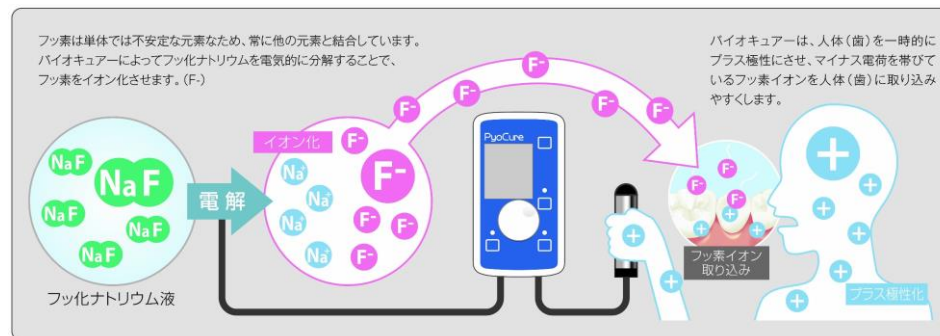 フッ素は単体では不安定な元素なため、常に他の元素と結合しています。
バイオキュアーによってフッ化ナトリウムを電気的に分解することで、
フッ素をイオン化させます。(F-)
バイオキュアーは、人体(歯)を一時的に
プラス極性にさせ、マイナス電荷を帯びて
いるフッ素イオンを人体(歯)に取り込み
やすくします。
F⁻
F⁻
F⁻
F⁻
F⁻
F⁻
PyoCure
イオン化
Na F
Na F
Na F
Na F
Na F
電解
F⁻
F⁻
F⁻
F⁻
F⁻
Na⁺
Na⁺
Na⁺
Na⁺
F⁻
F⁻
F⁻
+
+
+
+
+
+
+
+
+
+
+
フッ素イオン
取り込み
フッ化ナトリウム液
プラス極性化